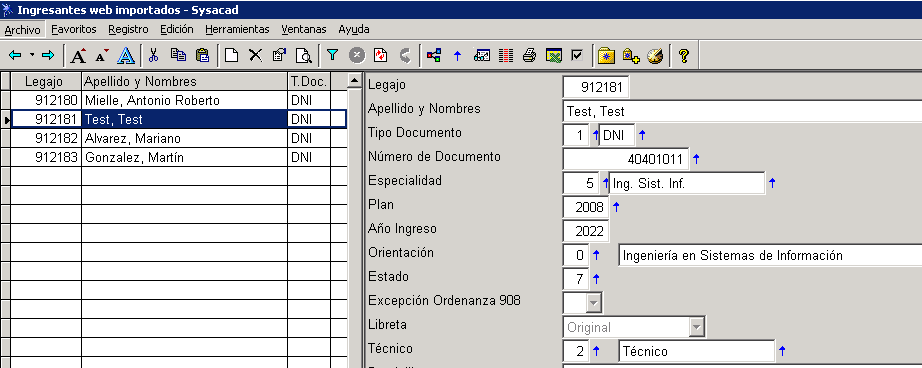 Ingresantes web importados - Sysacad
Archivo Favoritos Registro Edición Herramientas Ventanas Ayuda
Legajo Apellido y Nombres T.Doc.
912180 Mielle, Antonio Roberto DNI
912181 Test, Test DNI
912182 Alvarez, Mariano DNI
912183 Gonzalez, Martín DNI
Legajo 912181
Apellido y Nombres Test, Test
Tipo Documento 1 DNI
Número de Documento 40401011
Especialidad 5 Ing. Sist. Inf.
Plan 2008
Año Ingreso 2022
Orientación 0 Ingeniería en Sistemas de Información
Estado 7
Excepción Ordenanza 908
Libreta Original
Técnico 2 Técnico